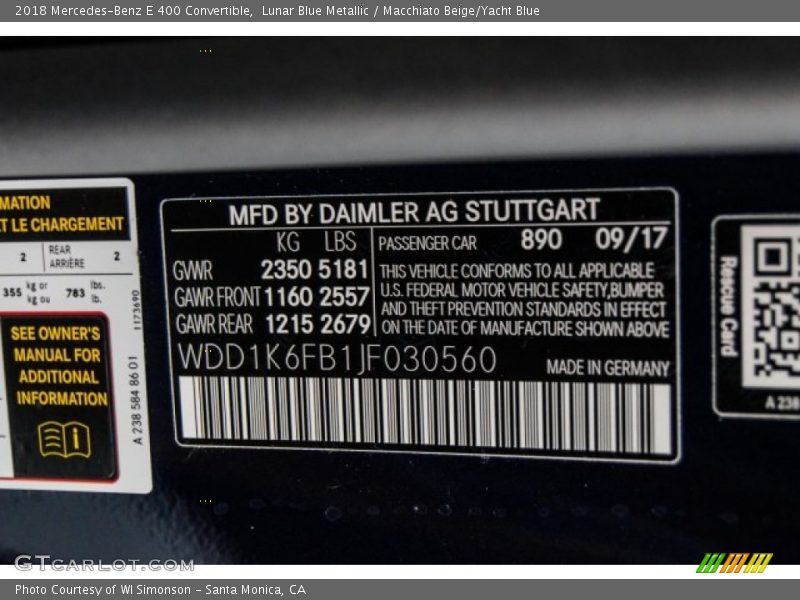 2018 Mercedes-Benz E 400 Convertible,  Lunar Blue Metallic / Macchiato Beige/Yacht Blue
MATION
T LE CHARGEMENT
2 REAR ARRIÈRE 2
355 kg or kg ou 783 lbs. lb.
SEE OWNER'S
MANUAL FOR
ADDITIONAL
INFORMATION
1173690
A 238 584 86 01
MFD BY DAIMLER AG STUTTGART
KG LBS
GVWR 2350 5181
GAWR FRONT 1160 2557
GAWR REAR 1215 2679
PASSENGER CAR 890 09/17
THIS VEHICLE CONFORMS TO ALL APPLICABLE
U.S. FEDERAL MOTOR VEHICLE SAFETY,BUMPER
AND THEFT PREVENTION STANDARDS IN EFFECT
ON THE DATE OF MANUFACTURE SHOWN ABOVE
WDD1K6FB1JF030560 MADE IN GERMANY
Rescue Card
A 238
GTCARLOT.COM
Photo Courtesy of WI Simonson - Santa Monica, CA